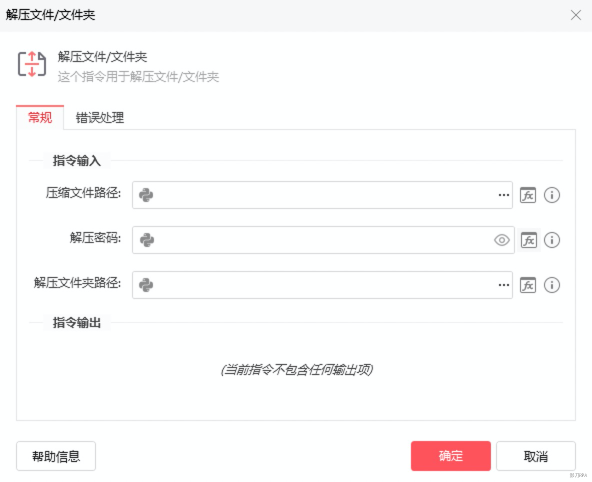 解压文件/文件夹
解压文件/文件夹
这个指令用于解压文件/文件夹
常规 错误处理
指令输入
压缩文件路径: ... fx i
解压密码: fx i
解压文件夹路径: ... fx i
指令输出
(当前指令不包含任何输出项)
帮助信息 确定 取消